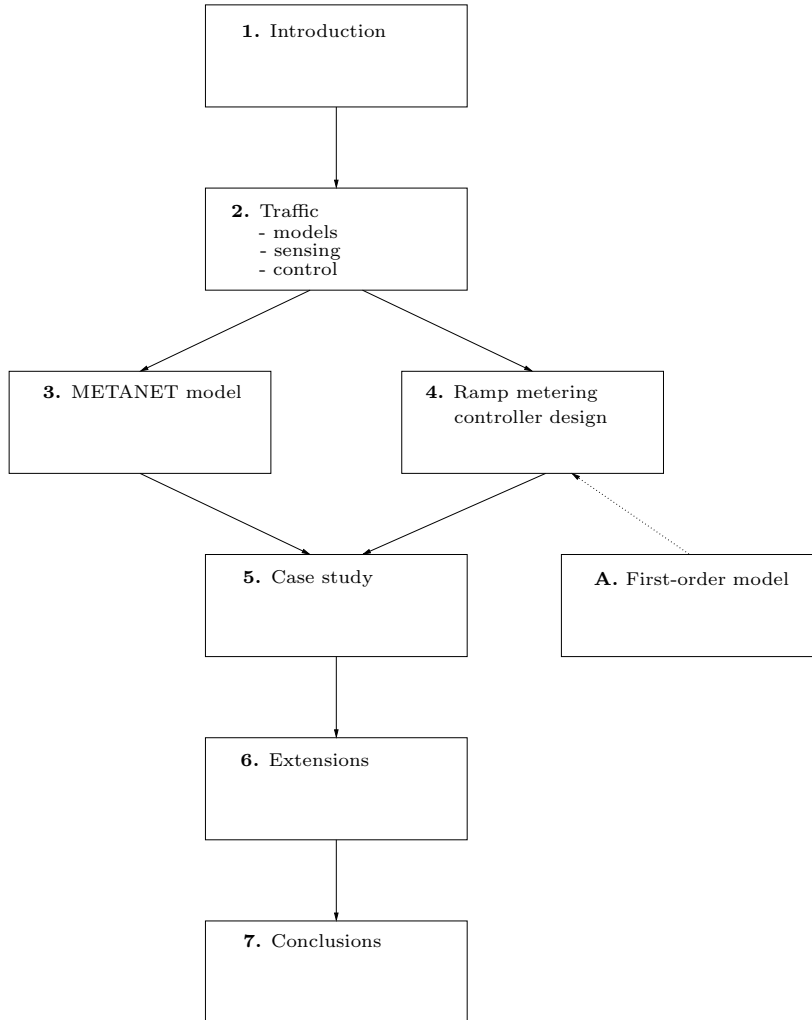 1. Introduction
2. Traffic
- models
- sensing
- control
3. METANET model
4. Ramp metering
controller design
5. Case study
A. First-order model
6. Extensions
7. Conclusions